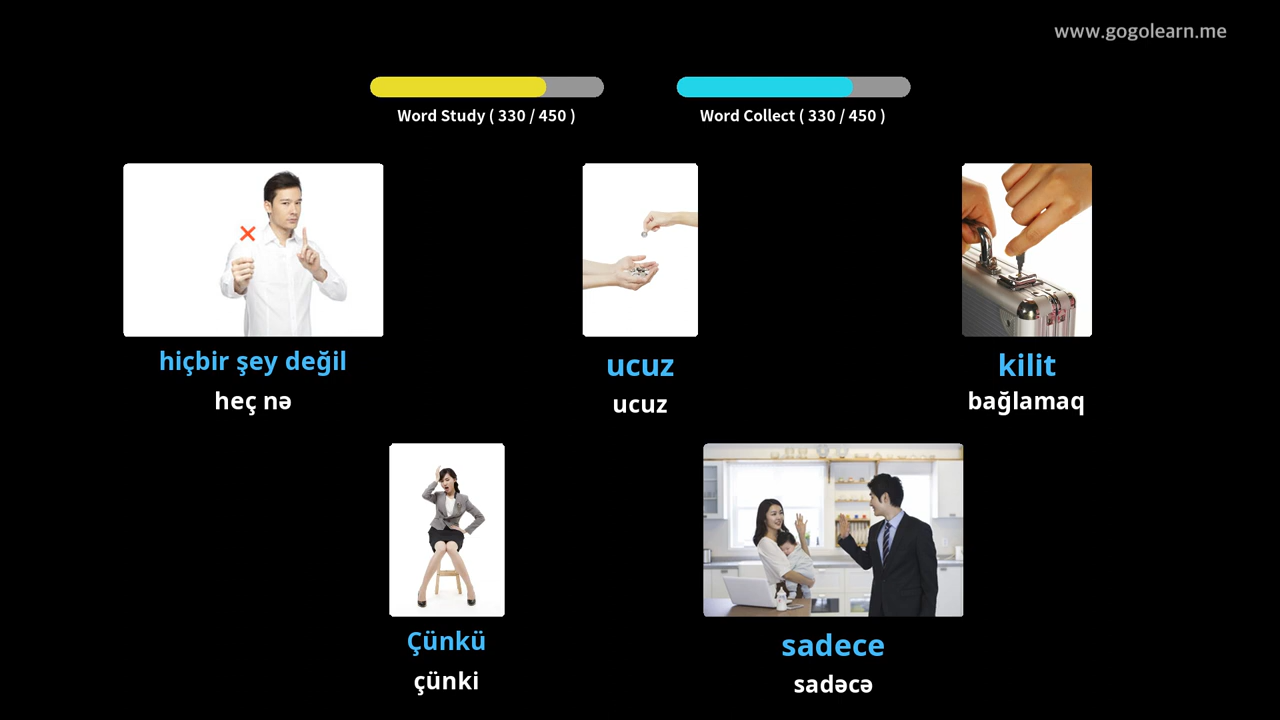 www.gogolearn.me
Word Study ( 330 / 450 )
Word Collect ( 330 / 450 )
hiçbir şey değil
heç nə
ucuz
ucuz
kilit
bağlamaq
Çünkü
çünki
sadece
sadəcə